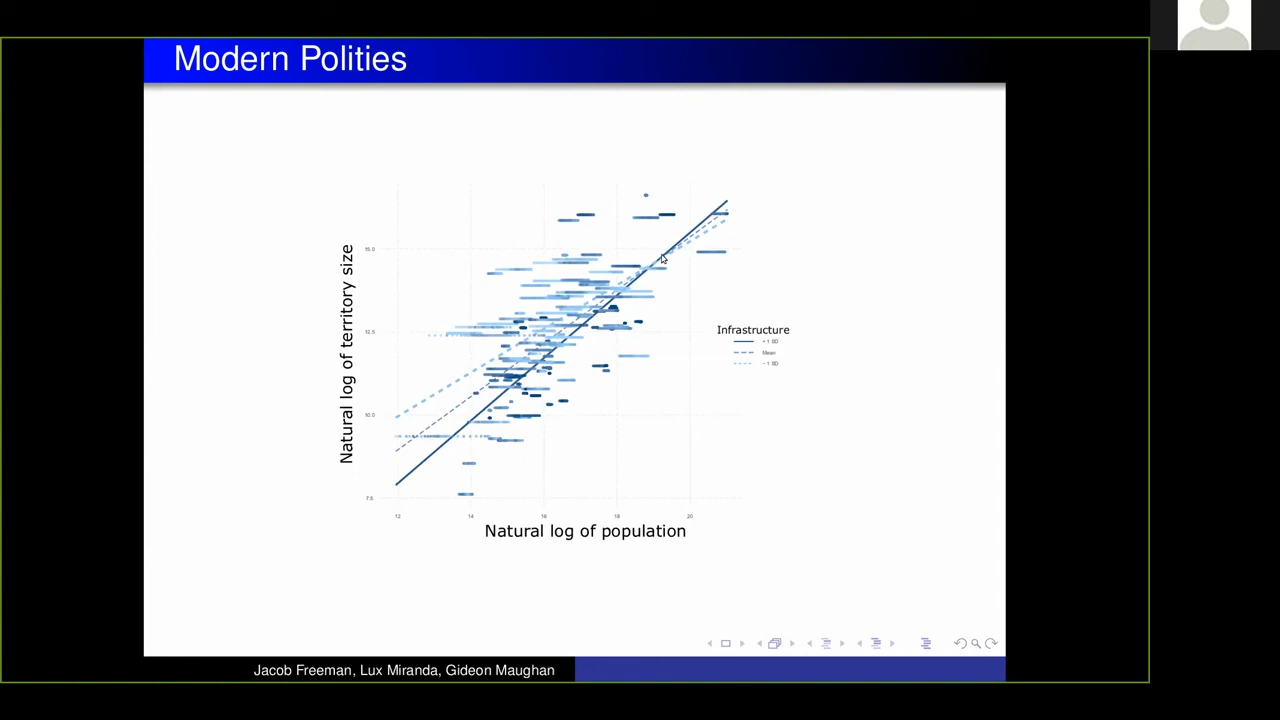 Modern Polities
Natural log of territory size
15.0
12.5
10.0
7.5
12 14 16 18 20
Natural log of population
Infrastructure
+ 1 SD
Mean
− 1 SD
Jacob Freeman, Lux Miranda, Gideon Maughan